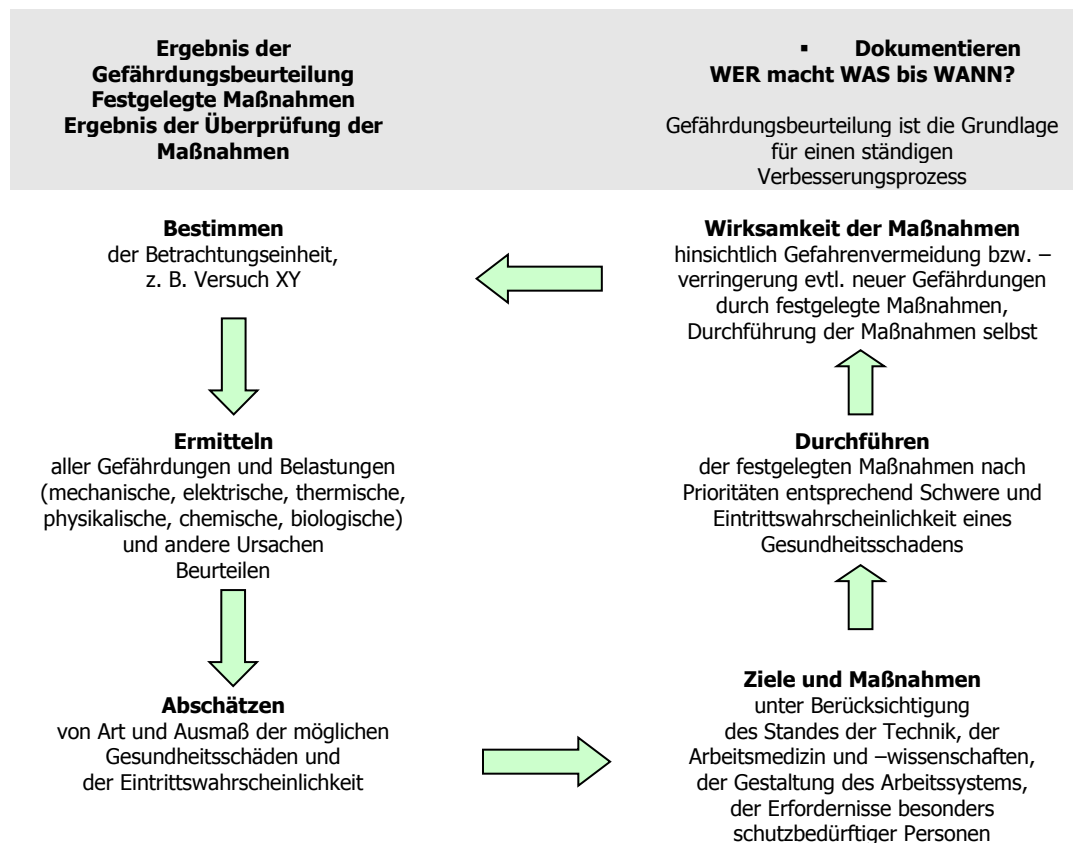 Ergebnis der
Gefährdungsbeurteilung
Festgelegte Maßnahmen
Ergebnis der Überprüfung der
Maßnahmen
▪ Dokumentieren
WER macht WAS bis WANN?
Gefährdungsbeurteilung ist die Grundlage
für einen ständigen
Verbesserungsprozess
Bestimmen
der Betrachtungseinheit,
z. B. Versuch XY
Ermitteln
aller Gefährdungen und Belastungen
(mechanische, elektrische, thermische,
physikalische, chemische, biologische)
und andere Ursachen
Beurteilen
Abschätzen
von Art und Ausmaß der möglichen
Gesundheitsschäden und
der Eintrittswahrscheinlichkeit
Ziele und Maßnahmen
unter Berücksichtigung
des Standes der Technik, der
Arbeitsmedizin und –wissenschaften,
der Gestaltung des Arbeitssystems,
der Erfordernisse besonders
schutzbedürftiger Personen
Durchführen
der festgelegten Maßnahmen nach
Prioritäten entsprechend Schwere und
Eintrittswahrscheinlichkeit eines
Gesundheitsschadens
Wirksamkeit der Maßnahmen
hinsichtlich Gefahrenvermeidung bzw. –
verringerung evtl. neuer Gefährdungen
durch festgelegte Maßnahmen,
Durchführung der Maßnahmen selbst